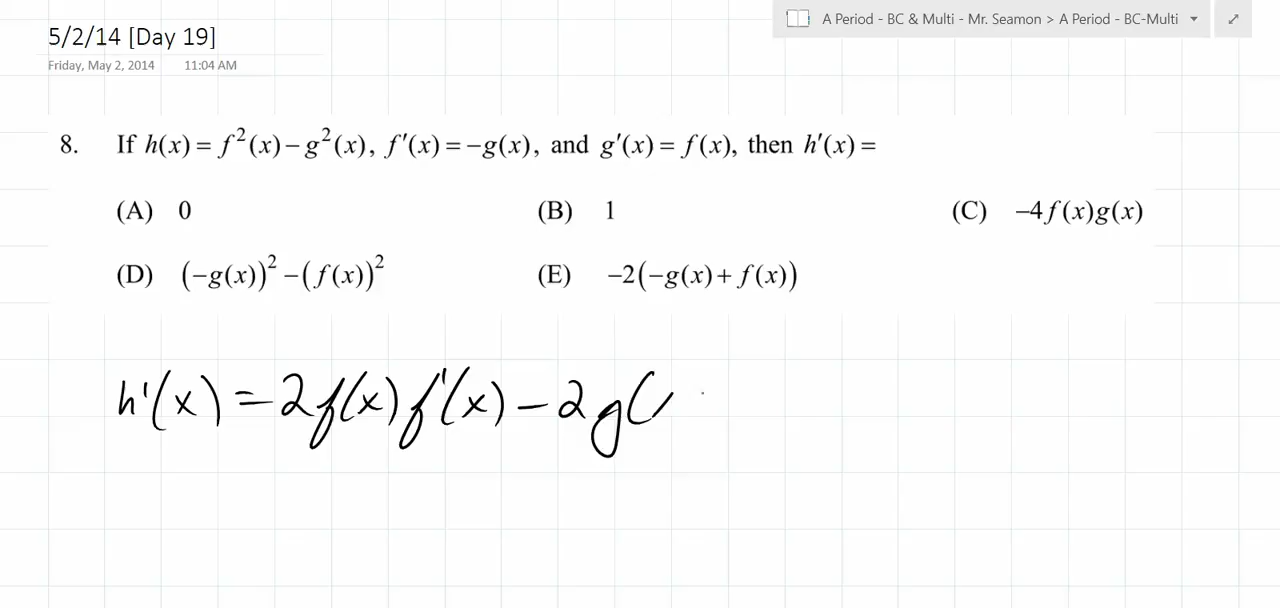 A Period - BC & Multi - Mr. Seamon > A Period - BC-Multi
5/2/14 [Day 19]
Friday, May 2, 2014 11:04 AM
8. If h(x) = f²(x) − g²(x), f′(x) = −g(x), and g′(x) = f(x), then h′(x) =
(A) 0 (B) 1 (C) −4f(x)g(x)
(D) (−g(x))² − (f(x))² (E) −2(−g(x) + f(x))
h'(x) = 2f(x)f'(x) − 2g(